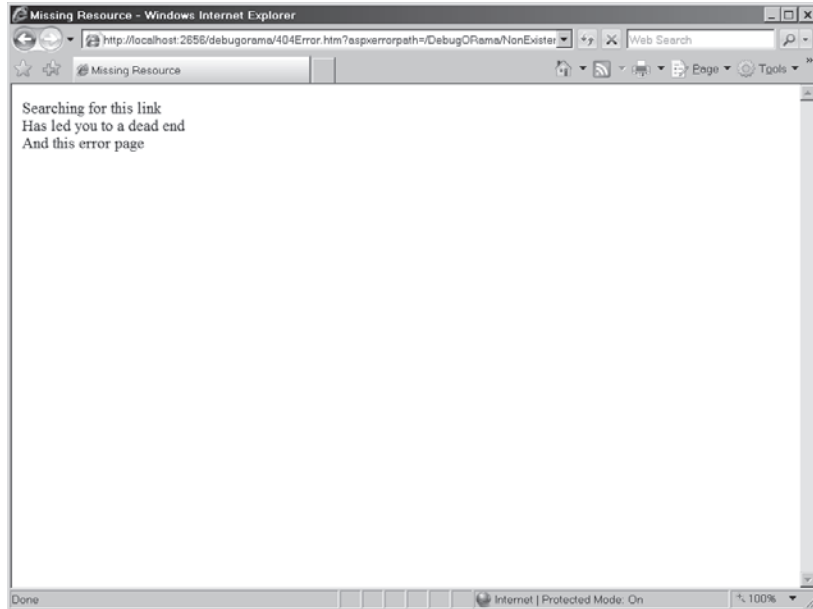 Missing Resource - Windows Internet Explorer
http://localhost:2656/debugorama/404Error.htm?aspxerrorpath=/DebugORama/NonExister
Web Search
Missing Resource
Page
Tools
Searching for this link
Has led you to a dead end
And this error page
Done
Internet | Protected Mode: On
100%